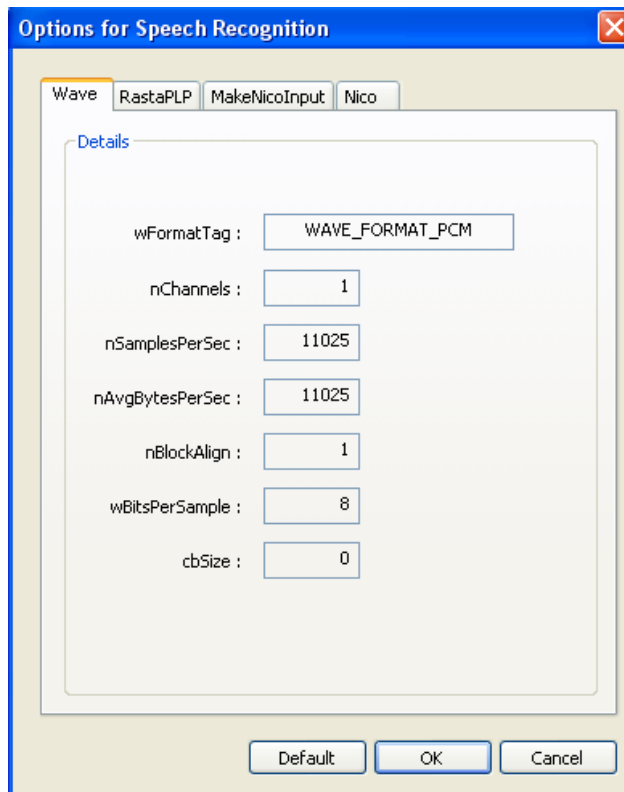 Options for Speech Recognition
Wave RastaPLP MakeNicoInput Nico
Details
wFormatTag : WAVE_FORMAT_PCM
nChannels : 1
nSamplesPerSec : 11025
nAvgBytesPerSec : 11025
nBlockAlign : 1
wBitsPerSample : 8
cbSize : 0
Default OK Cancel